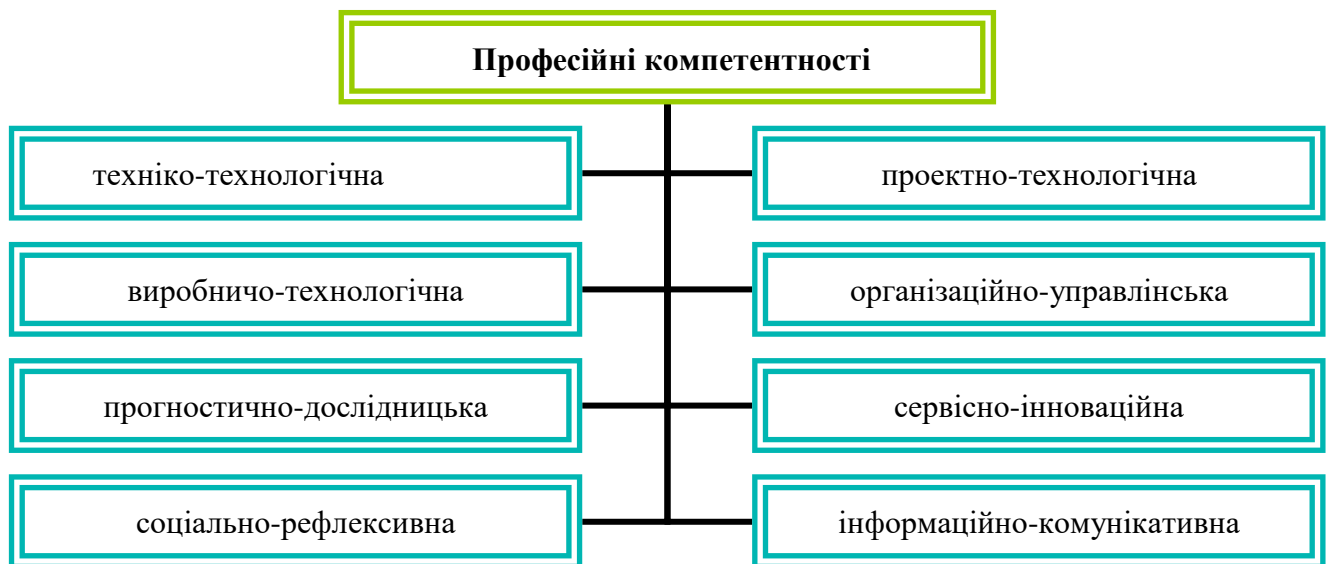 Професійні компетентності
техніко-технологічна
проектно-технологічна
виробничо-технологічна
організаційно-управлінська
прогностично-дослідницька
сервісно-інноваційна
соціально-рефлексивна
інформаційно-комунікативна